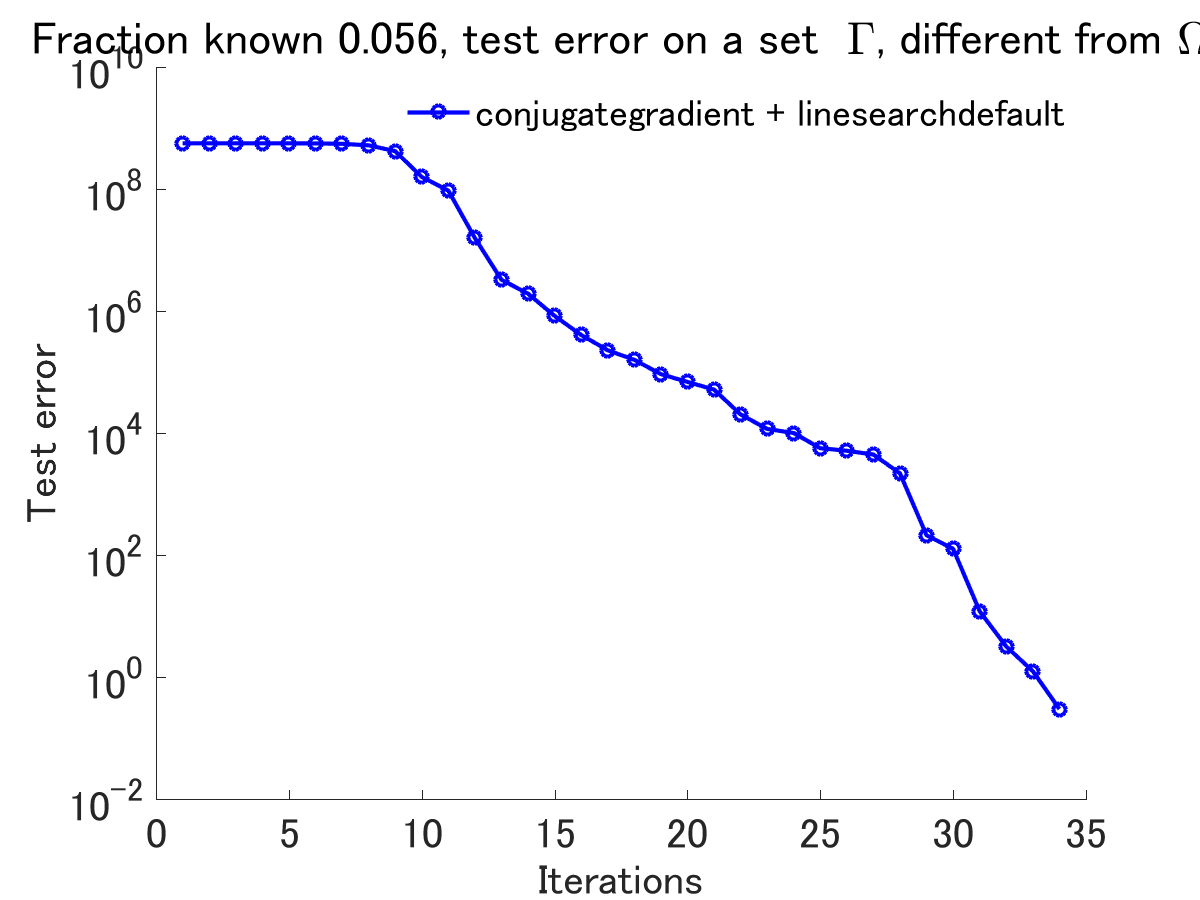 Fraction known 0.056, test error on a set Γ, different from Ω
10^10
conjugategradient + linesearchdefault
10^8
10^6
10^4
10^2
10^0
10^-2
Test error
0 5 10 15 20 25 30 35
Iterations